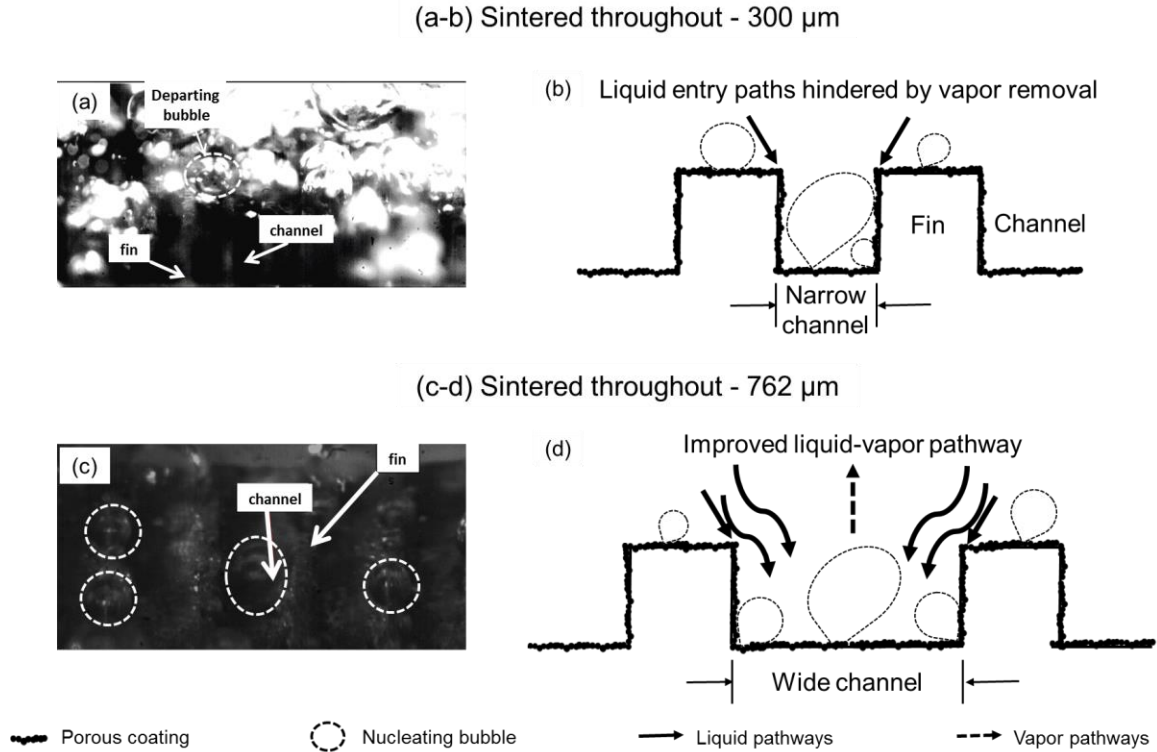 (a-b) Sintered throughout - 300 µm
(a)
Departing
bubble
fin
channel
(b)
Liquid entry paths hindered by vapor removal
Fin
Channel
Narrow
channel
(c-d) Sintered throughout - 762 µm
(c)
channel
fin
(d)
Improved liquid-vapor pathway
Wide channel
Porous coating
Nucleating bubble
Liquid pathways
Vapor pathways